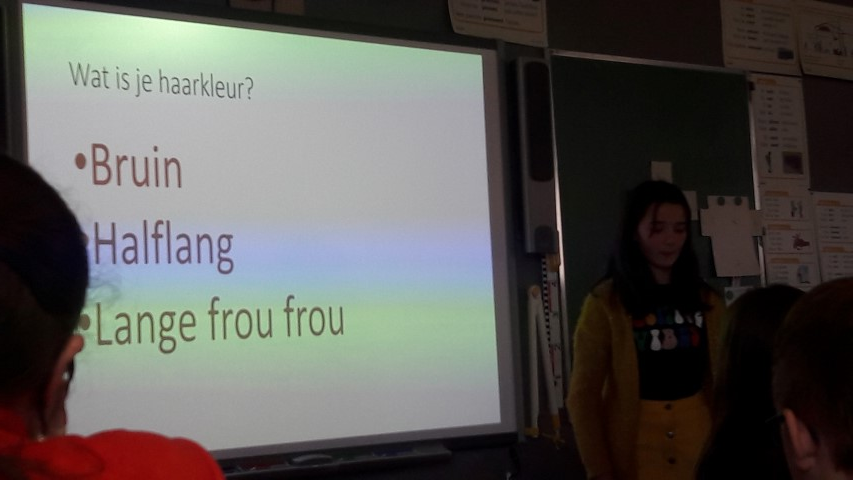 Wat is je haarkleur?
•Bruin
•Halflang
•Lange frou frou